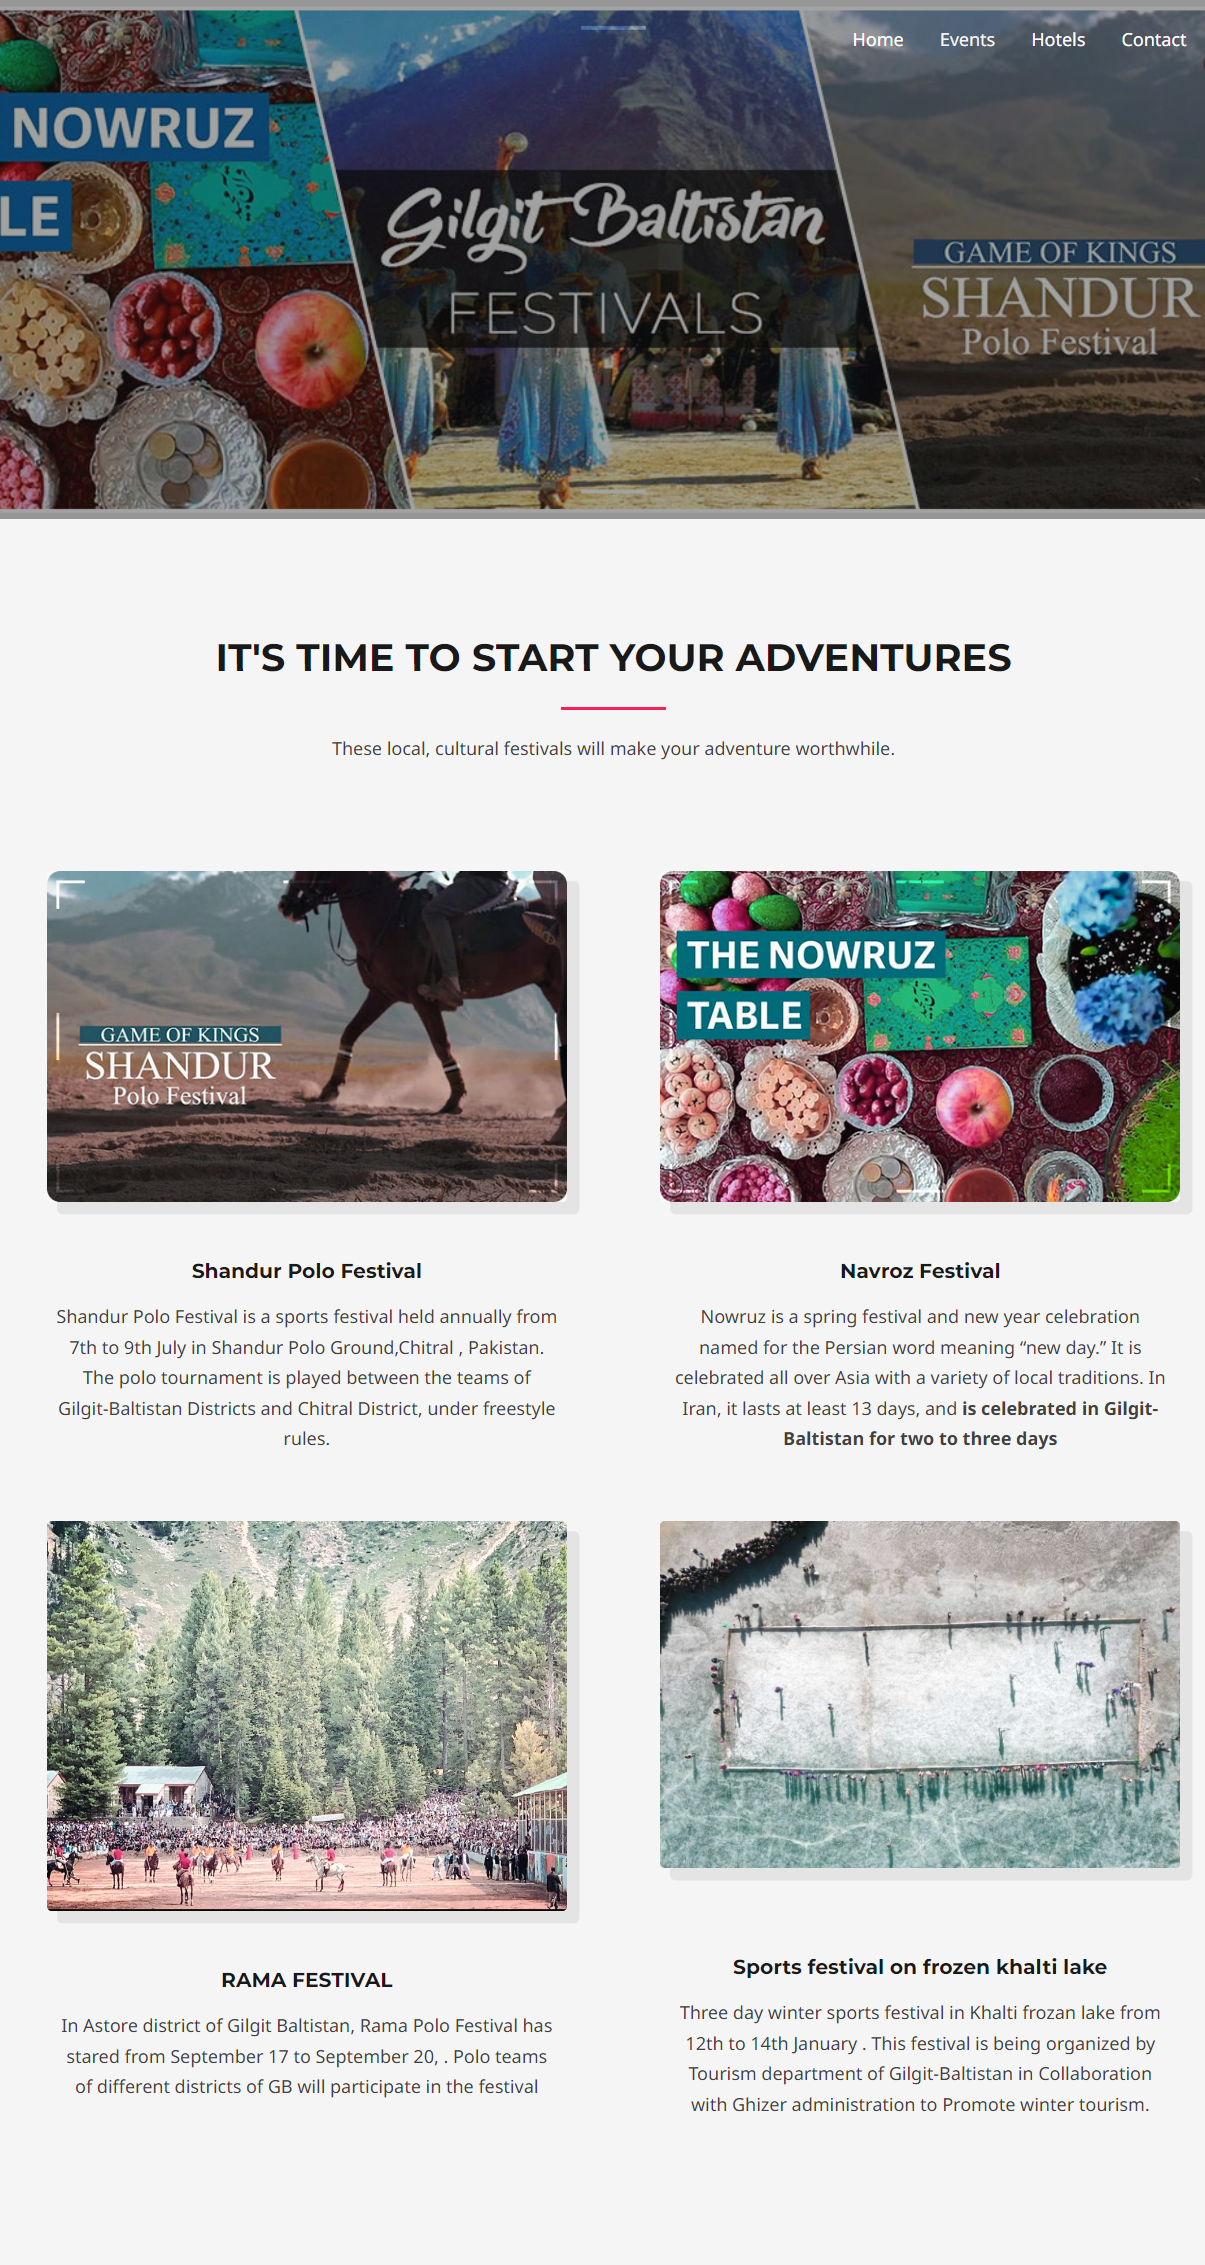 Home Events Hotels Contact
NOWRUZ
LE
Gilgit Baltistan
FESTIVALS
GAME OF KINGS
SHANDUR
Polo Festival
IT'S TIME TO START YOUR ADVENTURES
These local, cultural festivals will make your adventure worthwhile.
GAME OF KINGS
SHANDUR
Polo Festival
THE NOWRUZ
TABLE
Shandur Polo Festival
Shandur Polo Festival is a sports festival held annually from
7th to 9th July in Shandur Polo Ground,Chitral , Pakistan.
The polo tournament is played between the teams of
Gilgit-Baltistan Districts and Chitral District, under freestyle
rules.
Navroz Festival
Nowruz is a spring festival and new year celebration
named for the Persian word meaning “new day.” It is
celebrated all over Asia with a variety of local traditions. In
Iran, it lasts at least 13 days, and is celebrated in Gilgit-
Baltistan for two to three days
RAMA FESTIVAL
In Astore district of Gilgit Baltistan, Rama Polo Festival has
stared from September 17 to September 20, . Polo teams
of different districts of GB will participate in the festival
Sports festival on frozen khalti lake
Three day winter sports festival in Khalti frozan lake from
12th to 14th January . This festival is being organized by
Tourism department of Gilgit-Baltistan in Collaboration
with Ghizer administration to Promote winter tourism.